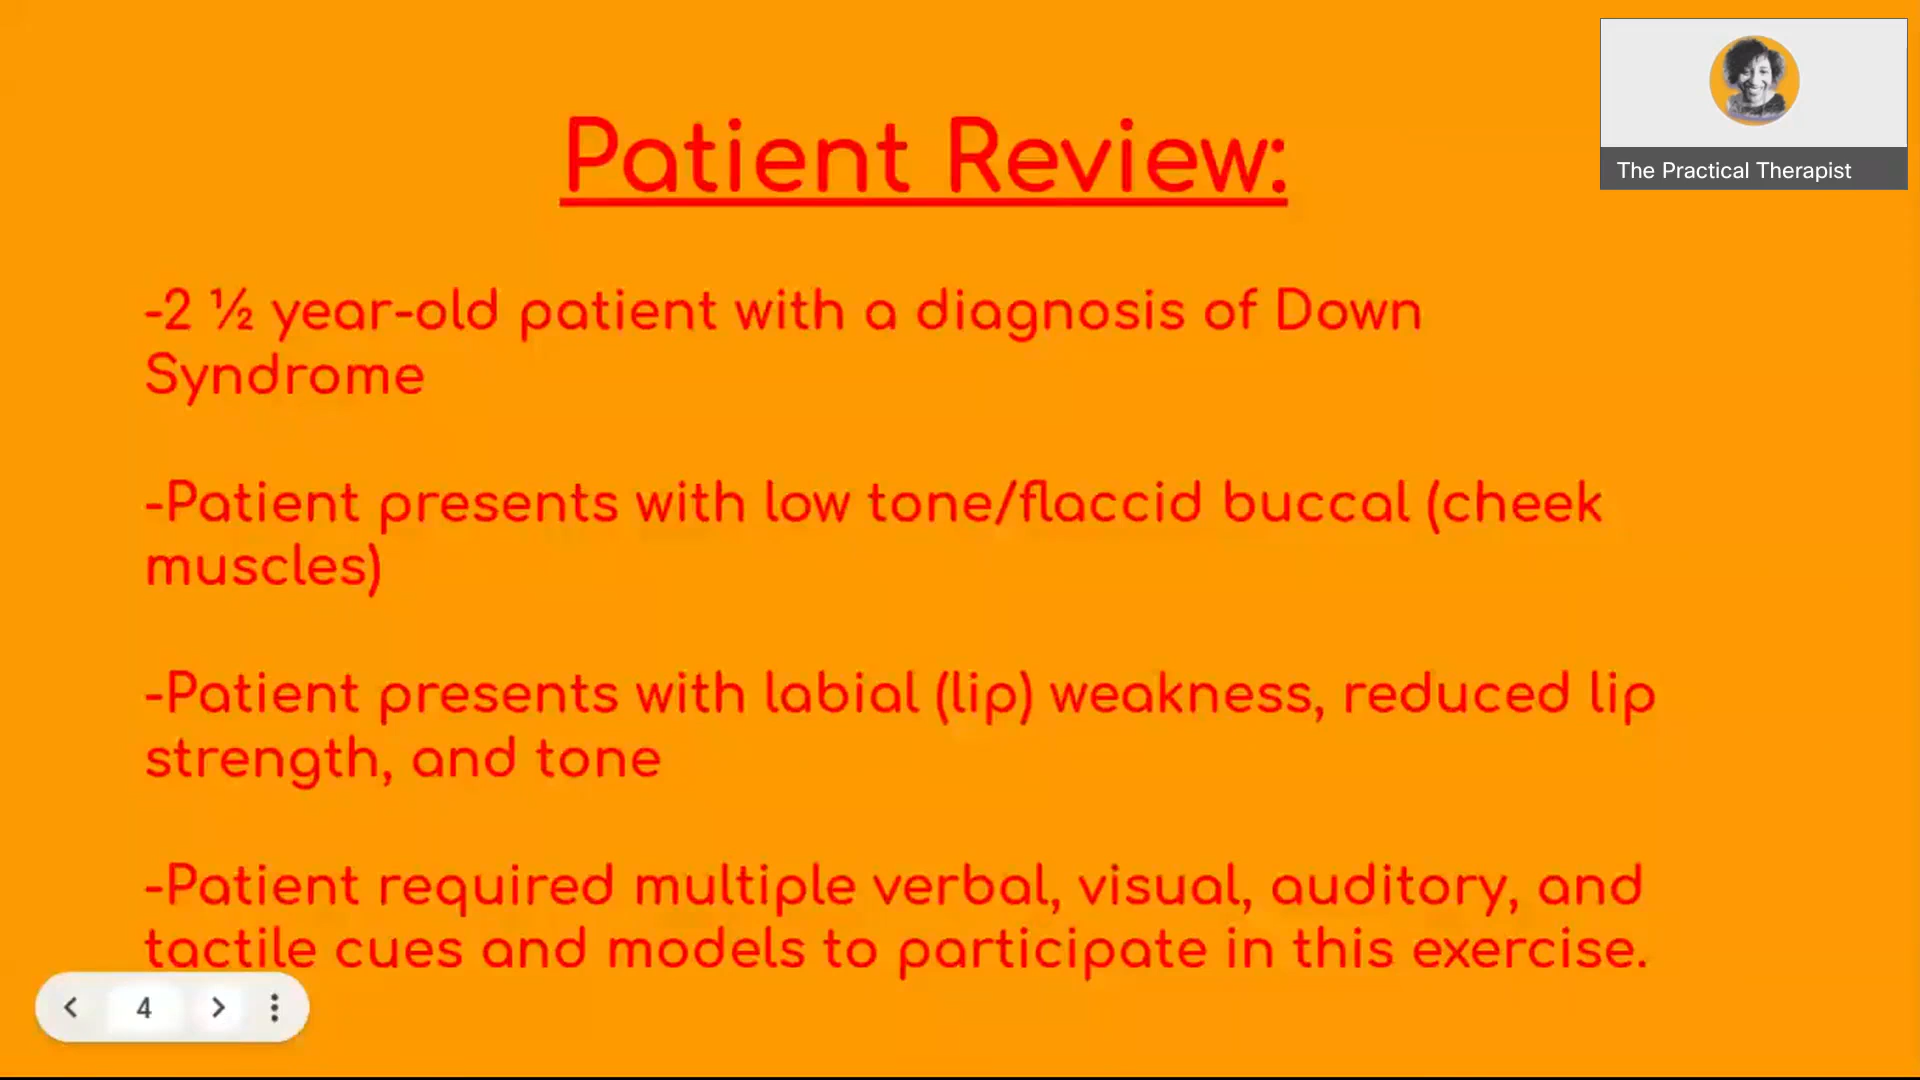 Patient Review:
The Practical Therapist
-2 ½ year-old patient with a diagnosis of Down
Syndrome
-Patient presents with low tone/flaccid buccal (cheek
muscles)
-Patient presents with labial (lip) weakness, reduced lip
strength, and tone
-Patient required multiple verbal, visual, auditory, and
tactile cues and models to participate in this exercise.
4